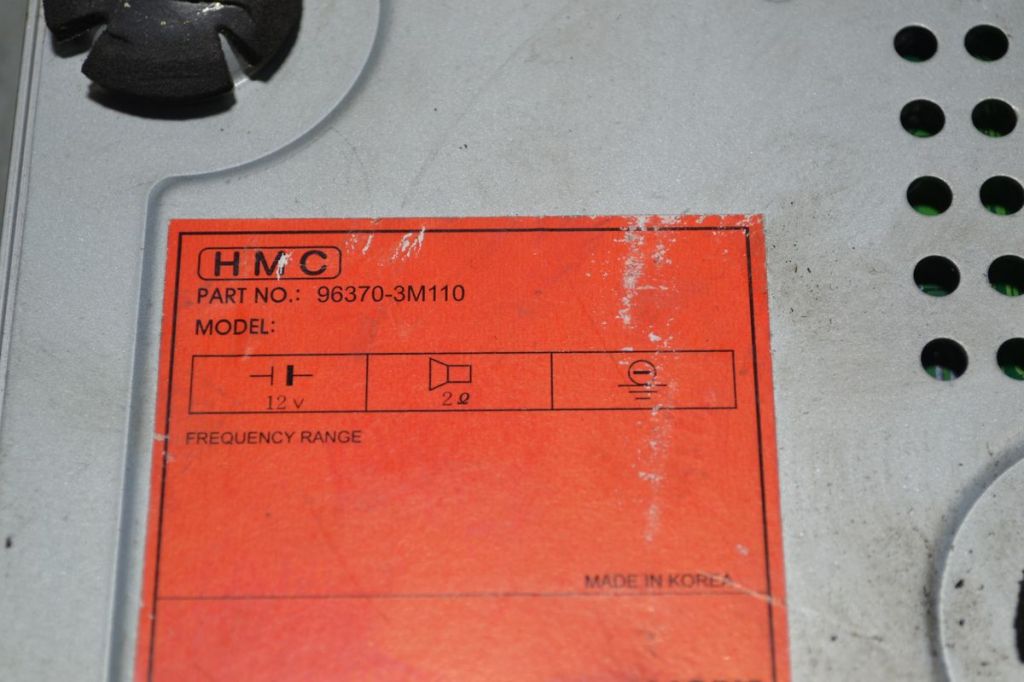 HMC
PART NO.: 96370-3M110
MODEL:
12 v
2 Ω
FREQUENCY RANGE
MADE IN KOREA